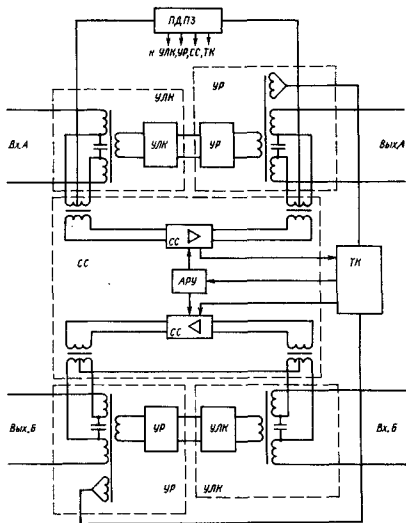 ПДПЗ
к УЛК,УР,СС,ТК
УЛК
УР
Вх.А
УЛК
УР
Вых,А
СС
СС
АРУ
ТК
СС
Вых,Б
УР
УЛК
Вх,Б
УР
УЛК